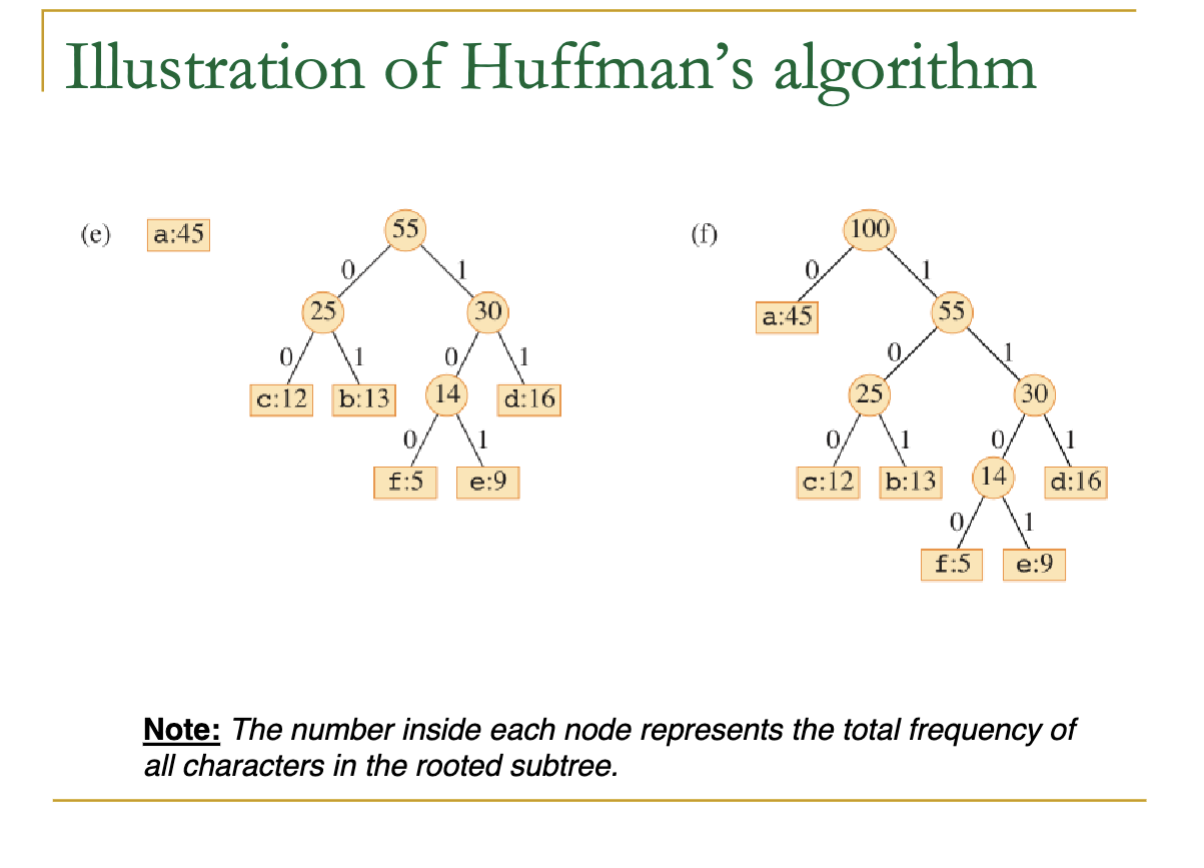 Illustration of Huffman’s algorithm
(e) a:45 55 (f) 100
0 1 0 1
25 30 a:45 55
0 1 0 1 0 1
c:12 b:13 14 d:16 25 30
0 1 0 1 0 1
f:5 e:9 c:12 b:13 14 d:16
0 1
f:5 e:9
Note: The number inside each node represents the total frequency of
all characters in the rooted subtree.